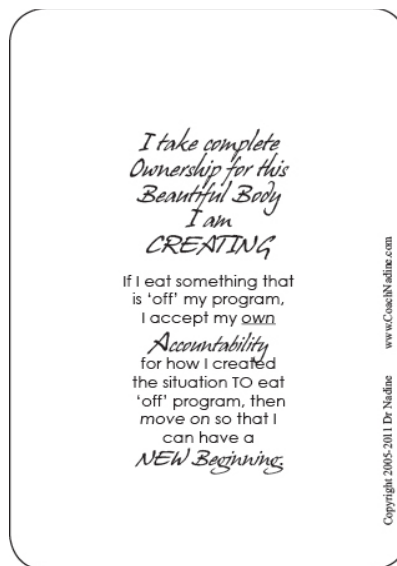 I take complete
Ownership for this
Beautiful Body
I am
CREATING
If I eat something that
is 'off' my program,
I accept my own
Accountability
for how I created
the situation TO eat
'off' program, then
move on so that I
can have a
NEW Beginning.
Copyright 2005-2011 Dr Nadine www.CoachNadine.com